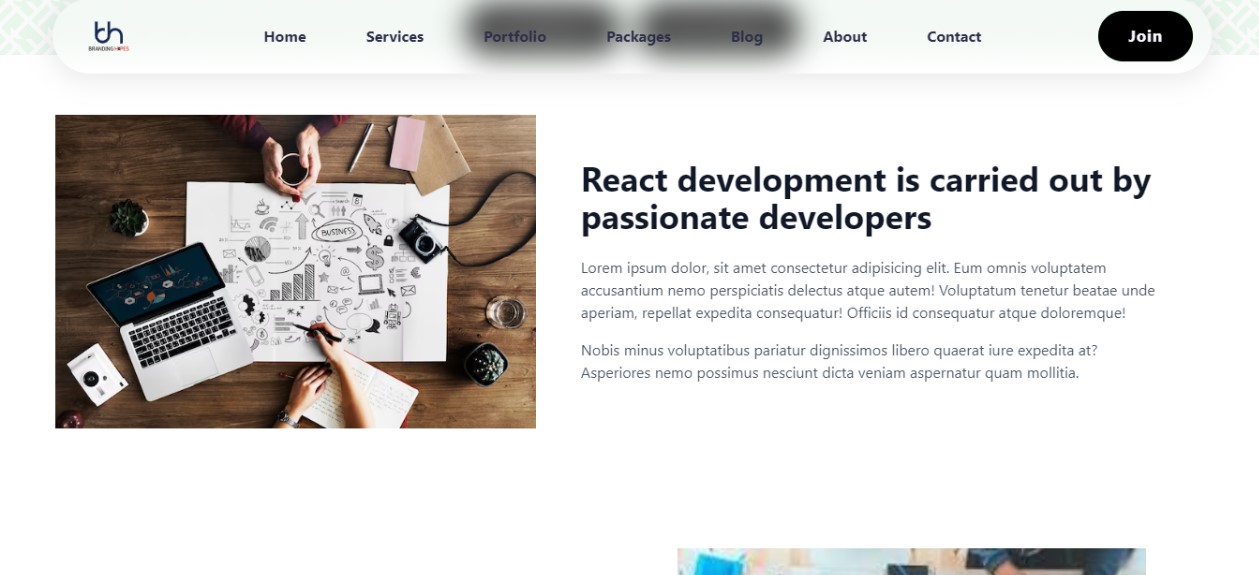 bh
BRANDINGHOPES
Home
Services
Portfolio
Packages
Blog
About
Contact
Join
BUSINESS
React development is carried out by
passionate developers
Lorem ipsum dolor, sit amet consectetur adipisicing elit. Eum omnis voluptatem
accusantium nemo perspiciatis delectus atque autem! Voluptatum tenetur beatae unde
aperiam, repellat expedita consequatur! Officiis id consequatur atque doloremque!
Nobis minus voluptatibus pariatur dignissimos libero quaerat iure expedita at?
Asperiores nemo possimus nesciunt dicta veniam aspernatur quam mollitia.